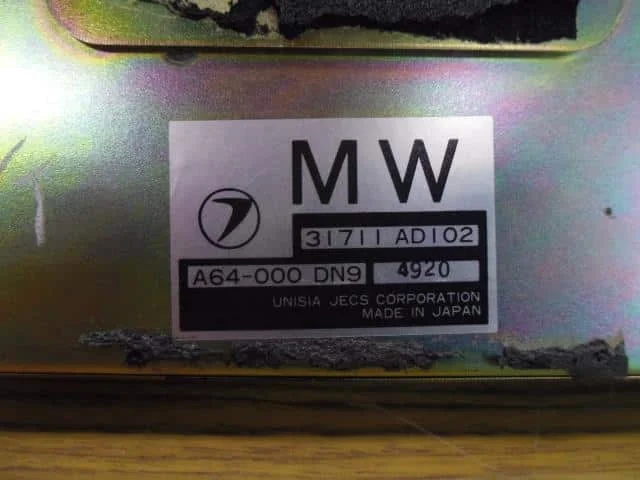 MW
31711 AD102
A64-000 DN9 4920
UNISIA JECS CORPORATION
MADE IN JAPAN